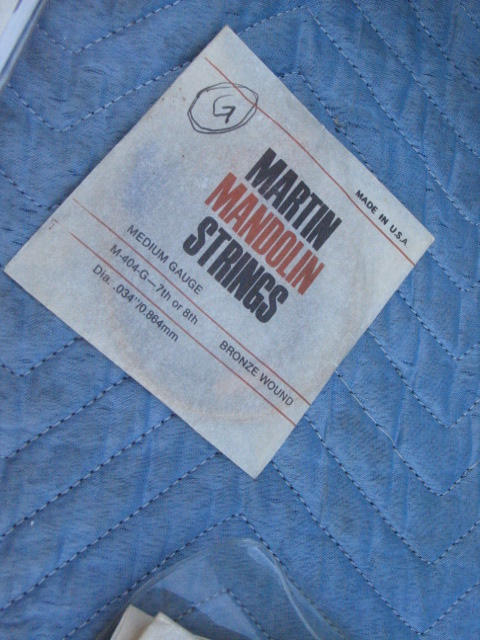 G
MADE IN U.S.A
MARTIN
MANDOLIN
STRINGS
MEDIUM GAUGE
M-404-G—7th or 8th
BRONZE WOUND
Dia. .034"/0.864mm